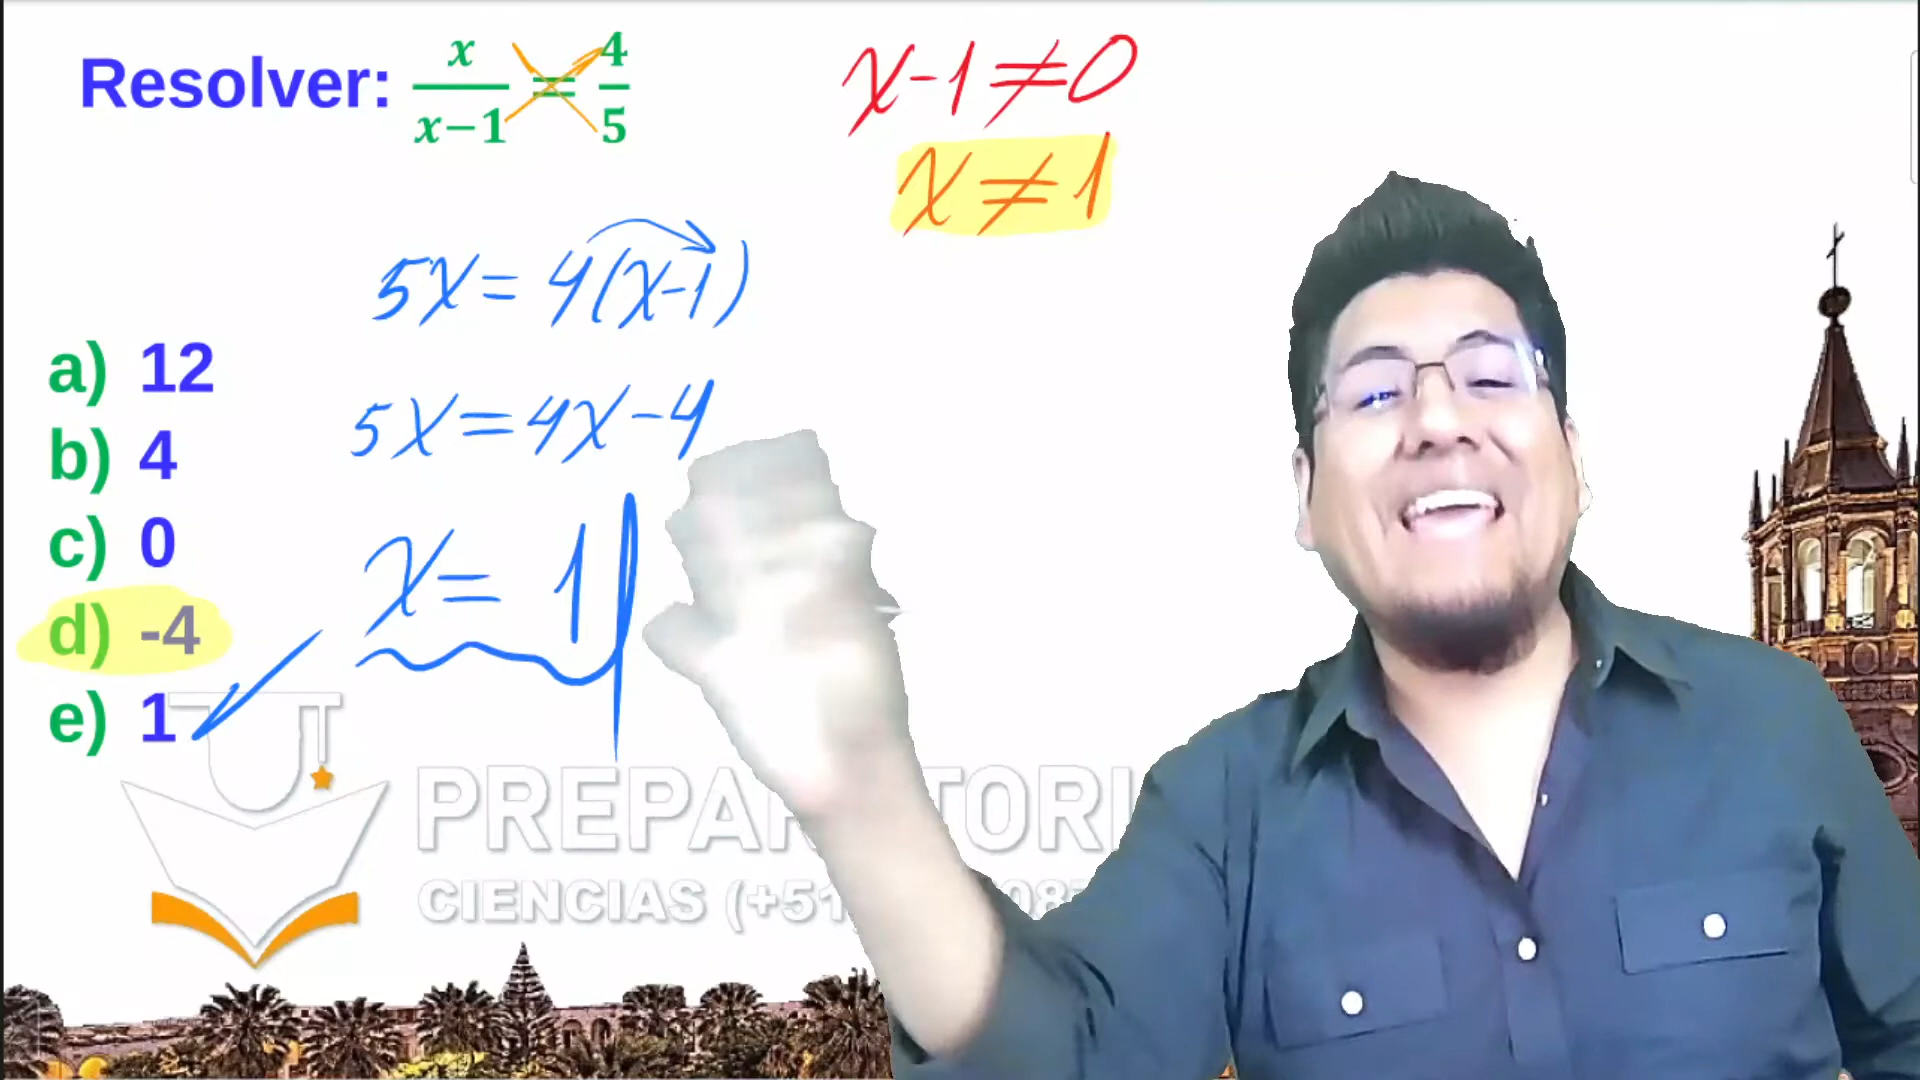 Resolver: x/(x−1) = 4/5
x-1≠0
x≠1
5x = 4(x-1)
5x = 4x-4
x = 1
a) 12
b) 4
c) 0
d) -4
e) 1
PREPA
TORI
CIENCIAS (+51